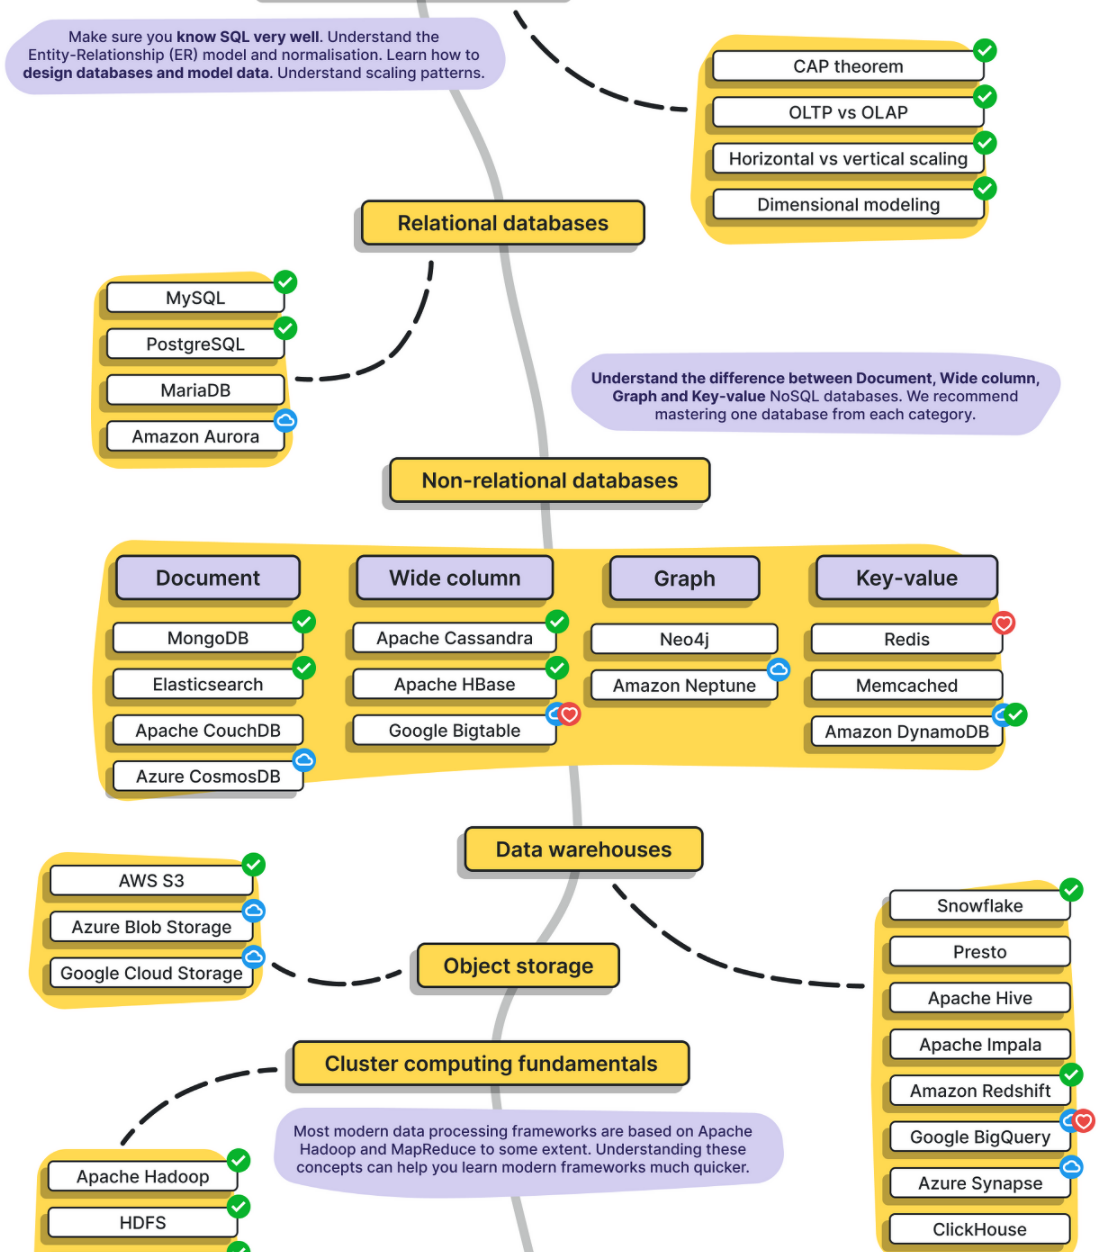 Make sure you know SQL very well. Understand the
Entity-Relationship (ER) model and normalisation. Learn how to
design databases and model data. Understand scaling patterns.
CAP theorem
OLTP vs OLAP
Horizontal vs vertical scaling
Dimensional modeling
Relational databases
MySQL
PostgreSQL
MariaDB
Amazon Aurora
Understand the difference between Document, Wide column,
Graph and Key-value NoSQL databases. We recommend
mastering one database from each category.
Non-relational databases
Document
MongoDB
Elasticsearch
Apache CouchDB
Azure CosmosDB
Wide column
Apache Cassandra
Apache HBase
Google Bigtable
Graph
Neo4j
Amazon Neptune
Key-value
Redis
Memcached
Amazon DynamoDB
Data warehouses
Snowflake
Presto
Apache Hive
Apache Impala
Amazon Redshift
Google BigQuery
Azure Synapse
ClickHouse
Object storage
AWS S3
Azure Blob Storage
Google Cloud Storage
Cluster computing fundamentals
Most modern data processing frameworks are based on Apache
Hadoop and MapReduce to some extent. Understanding these
concepts can help you learn modern frameworks much quicker.
Apache Hadoop
HDFS